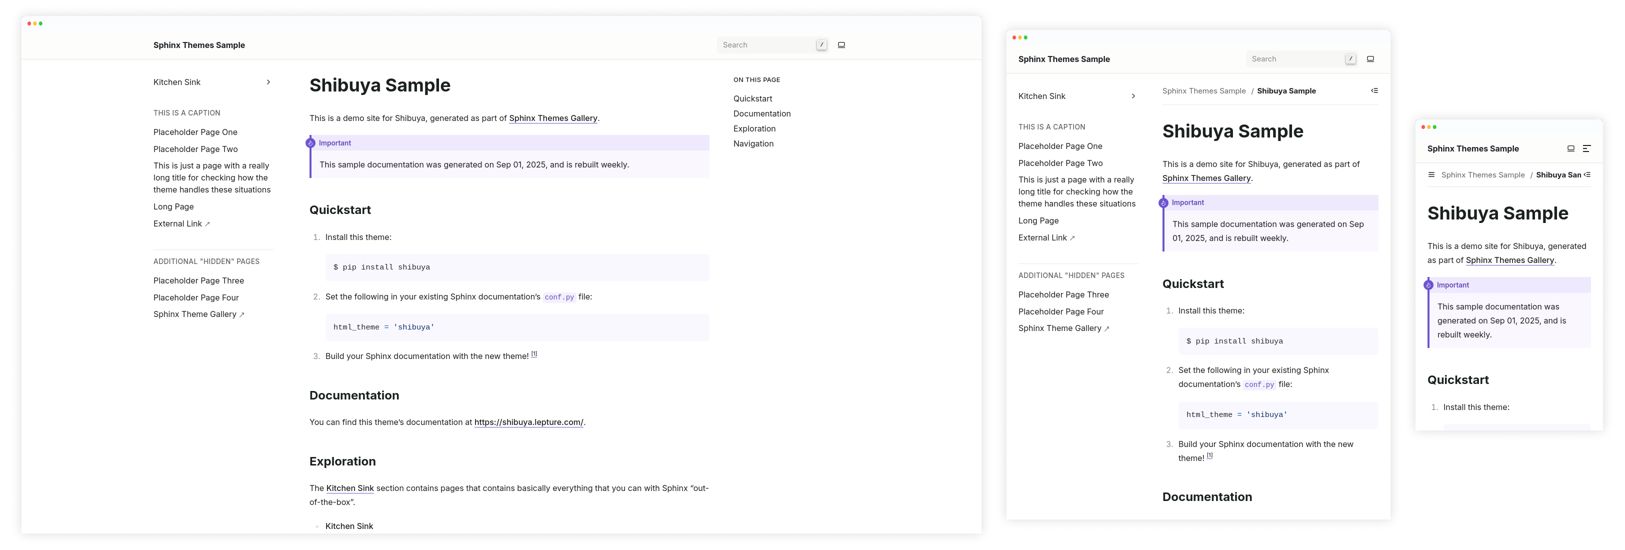 Sphinx Themes Sample
Search
/
Kitchen Sink
THIS IS A CAPTION
Placeholder Page One
Placeholder Page Two
This is just a page with a really
long title for checking how the
theme handles these situations
Long Page
External Link ↗
ADDITIONAL "HIDDEN" PAGES
Placeholder Page Three
Placeholder Page Four
Sphinx Theme Gallery ↗
Shibuya Sample
This is a demo site for Shibuya, generated as part of Sphinx Themes Gallery.
Important
This sample documentation was generated on Sep 01, 2025, and is rebuilt weekly.
Quickstart
1. Install this theme:
$ pip install shibuya
2. Set the following in your existing Sphinx documentation’s conf.py file:
html_theme = 'shibuya'
3. Build your Sphinx documentation with the new theme! [1]
Documentation
You can find this theme’s documentation at https://shibuya.lepture.com/.
Exploration
The Kitchen Sink section contains pages that contains basically everything that you can with Sphinx “out-
of-the-box”.
Kitchen Sink
ON THIS PAGE
Quickstart
Documentation
Exploration
Navigation
Sphinx Themes Sample
Search
/
Kitchen Sink
THIS IS A CAPTION
Placeholder Page One
Placeholder Page Two
This is just a page with a really
long title for checking how the
theme handles these situations
Long Page
External Link ↗
ADDITIONAL "HIDDEN" PAGES
Placeholder Page Three
Placeholder Page Four
Sphinx Theme Gallery ↗
Sphinx Themes Sample / Shibuya Sample
Shibuya Sample
This is a demo site for Shibuya, generated as part of
Sphinx Themes Gallery.
Important
This sample documentation was generated on Sep
01, 2025, and is rebuilt weekly.
Quickstart
1. Install this theme:
$ pip install shibuya
2. Set the following in your existing Sphinx
documentation’s conf.py file:
html_theme = 'shibuya'
3. Build your Sphinx documentation with the new
theme! [1]
Documentation
Sphinx Themes Sample
Sphinx Themes Sample / Shibuya San
Shibuya Sample
This is a demo site for Shibuya, generated
as part of Sphinx Themes Gallery.
Important
This sample documentation was
generated on Sep 01, 2025, and is
rebuilt weekly.
Quickstart
1. Install this theme: